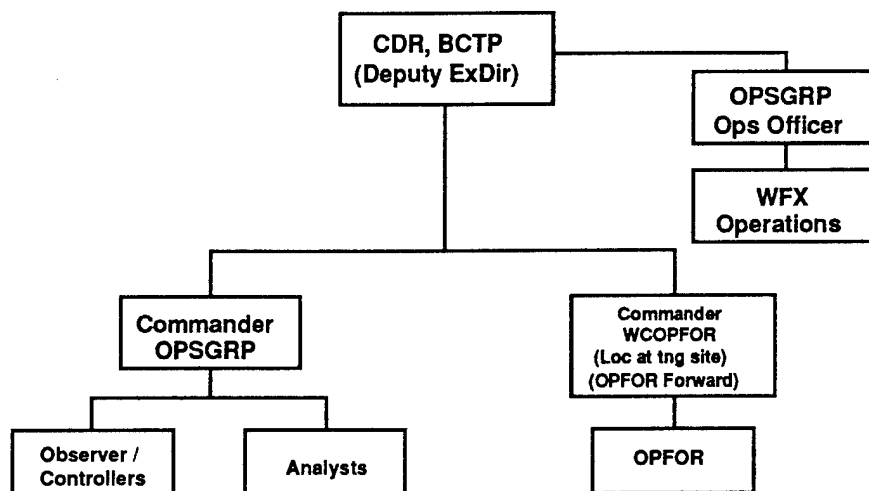 CDR, BCTP
(Deputy ExDir)
OPSGRP
Ops Officer
WFX
Operations
Commander
OPSGRP
Commander
WCOPFOR
(Loc at tng site)
(OPFOR Forward)
Observer /
Controllers
Analysts
OPFOR